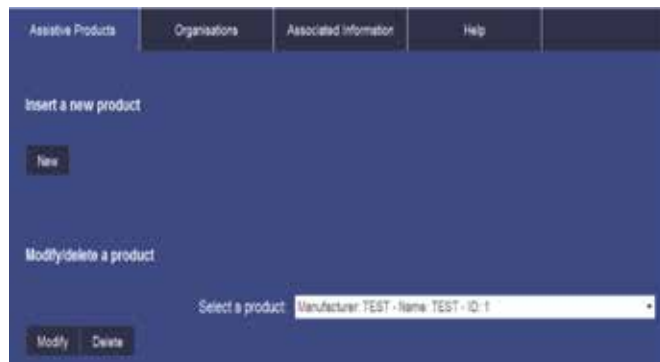 Assistive Products Organisations Associated Information Help
Insert a new product
New
Modify/delete a product
Select a product: Manufacturer: TEST - Name: TEST - ID: 1
Modify Delete